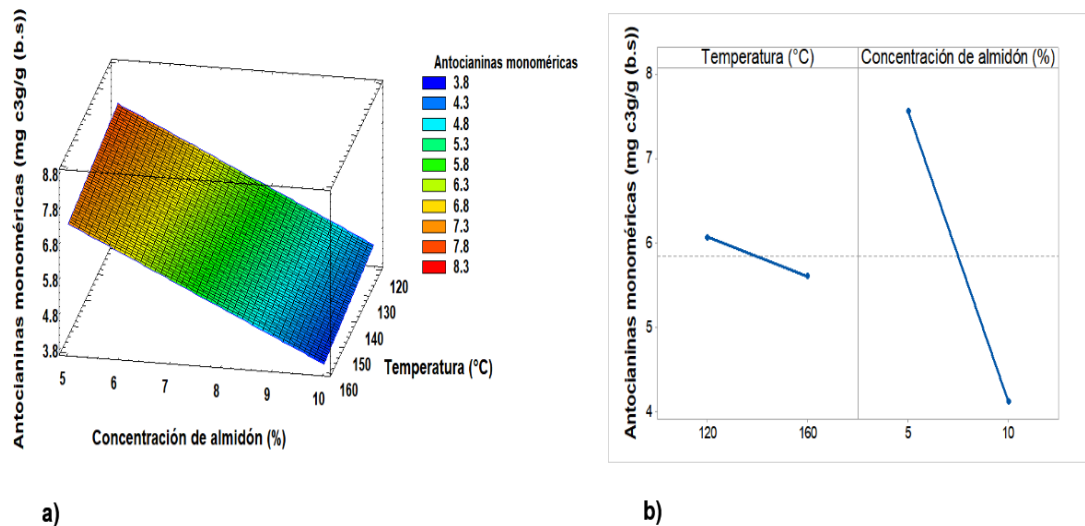 Antocianinas monoméricas (mg c3g/g (b.s))
8.8
7.8
6.8
5.8
4.8
3.8
5 6 7 8 9 10
Concentración de almidón (%)
120
130
140
150
160
Temperatura (°C)
Antocianinas monoméricas
3.8
4.3
4.8
5.3
5.8
6.3
6.8
7.3
7.8
8.3
a)
Antocianinas monoméricas (mg c3g/g (b.s))
Temperatura (°C) Concentración de almidón (%)
8
7
6
5
4
120 160 5 10
b)